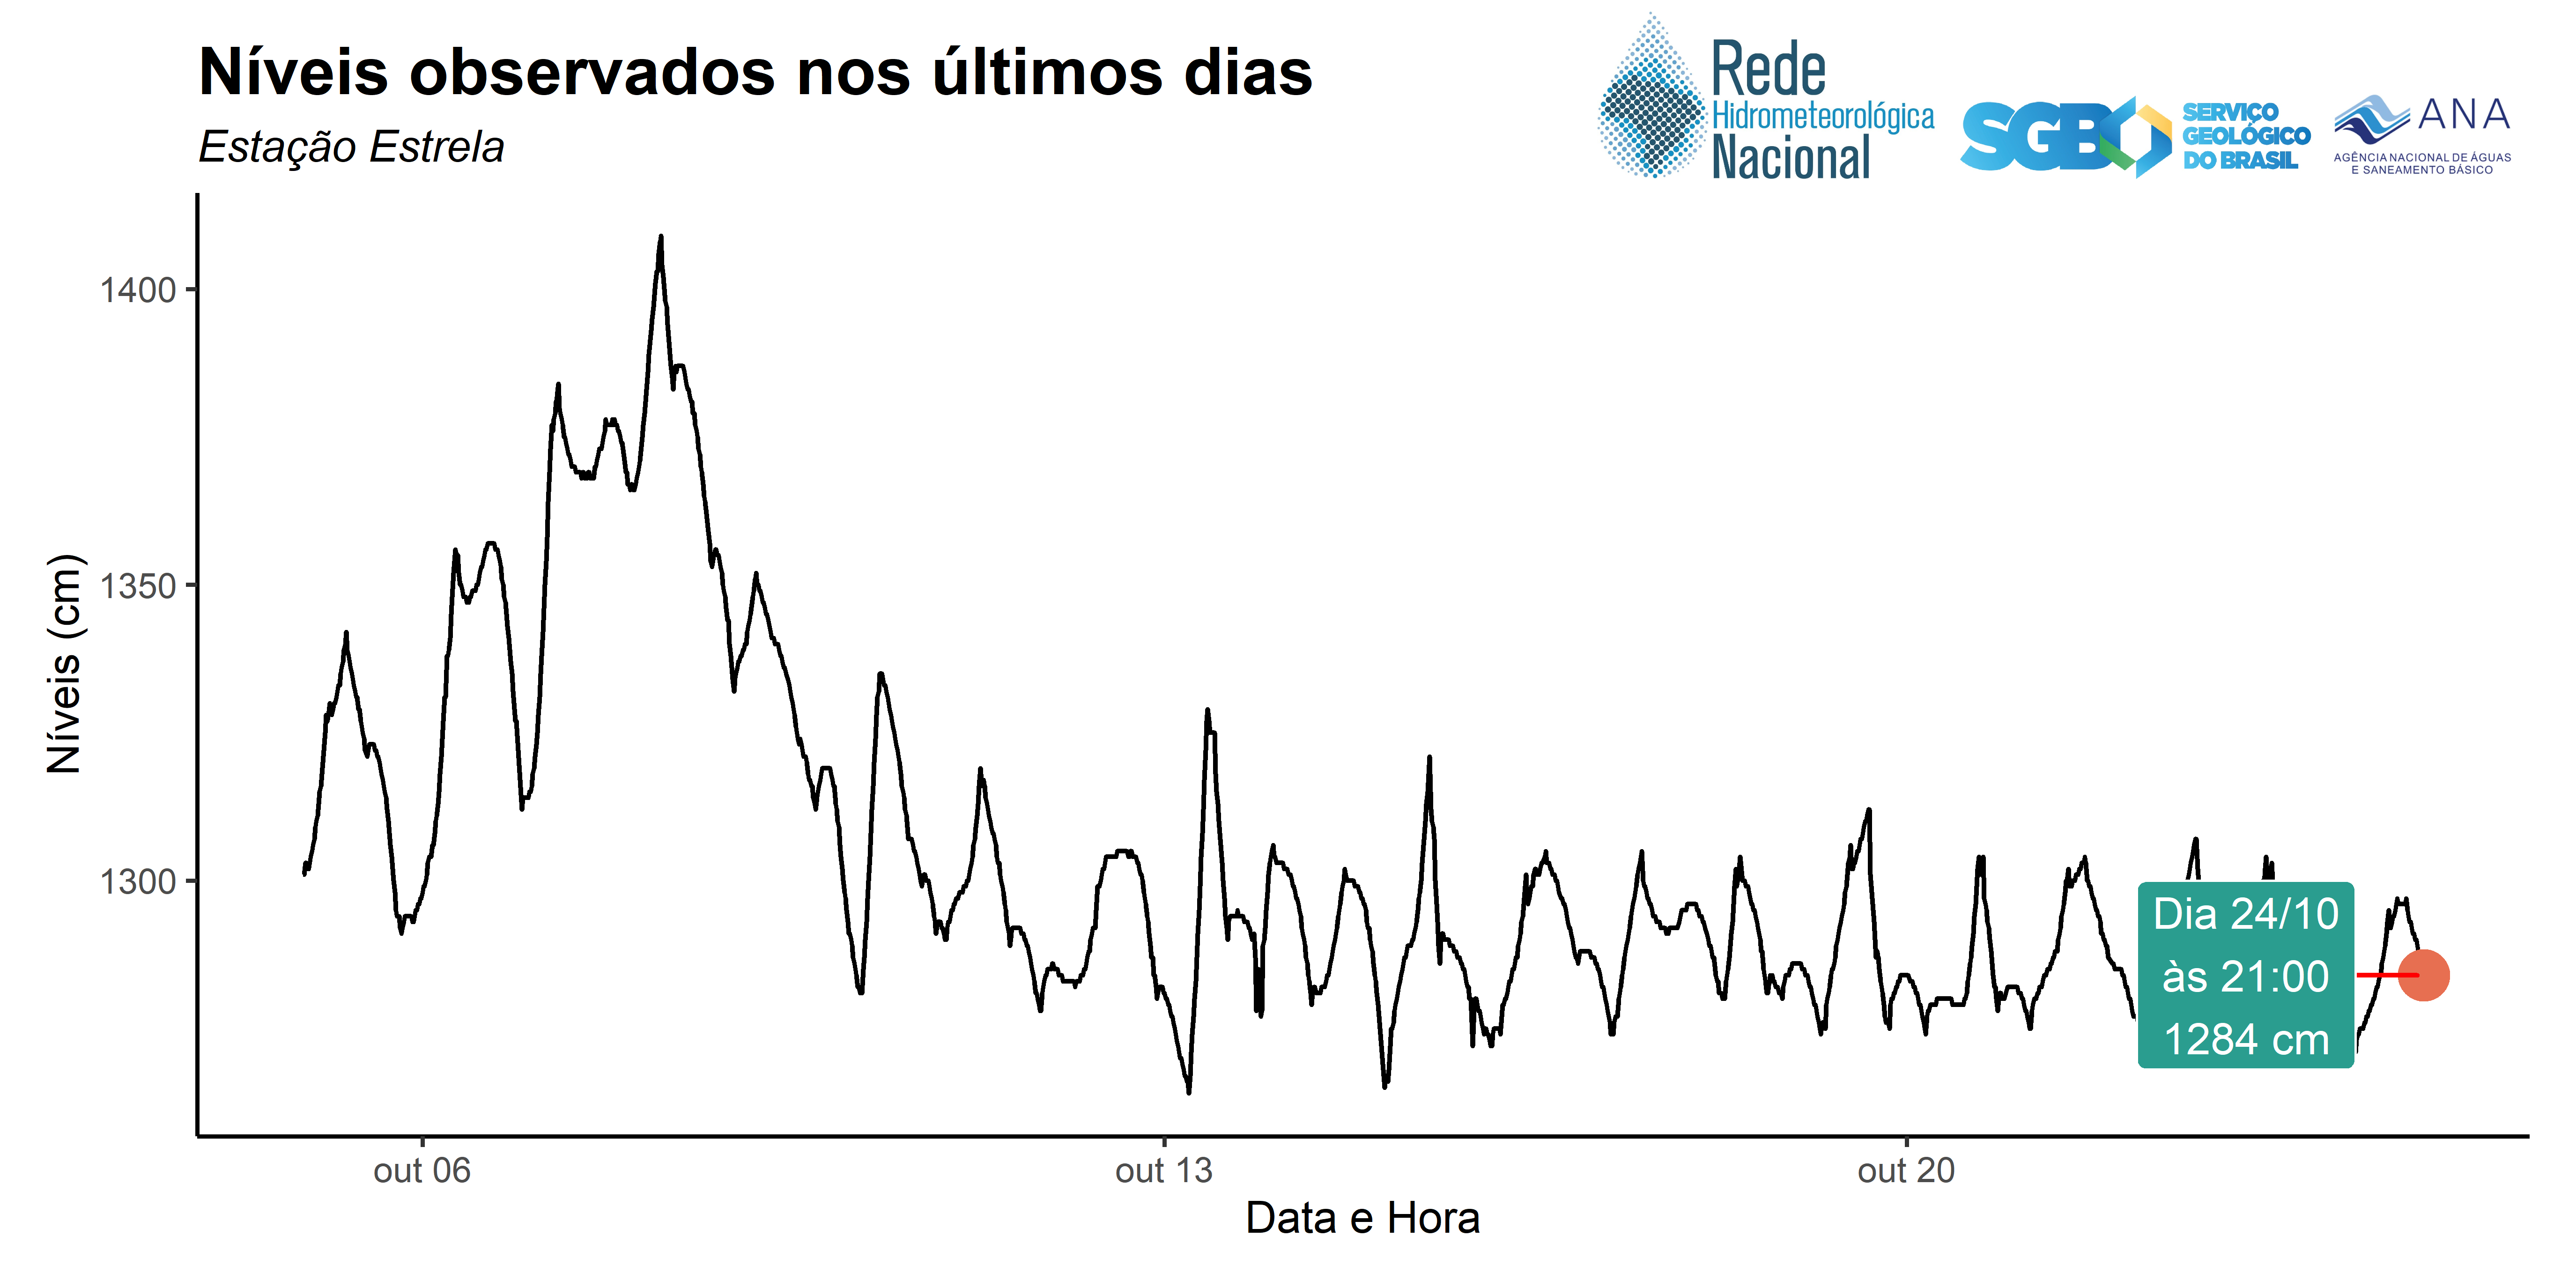 Níveis observados nos últimos dias
Estação Estrela
Rede
Hidrometeorológica
Nacional
SGB
SERVIÇO
GEOLÓGICO
DO BRASIL
ANA
AGÊNCIA NACIONAL DE ÁGUAS
E SANEAMENTO BÁSICO
Níveis (cm)
1400
1350
1300
Dia 24/10
às 21:00
1284 cm
out 06
out 13
out 20
Data e Hora